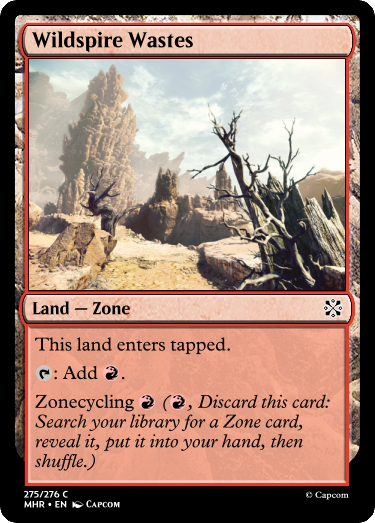 Wildspire Wastes
Land — Zone
This land enters tapped.
: Add .
Zonecycling (, Discard this card:
Search your library for a Zone card,
reveal it, put it into your hand, then
shuffle.)
275/276 C
MHR • EN Capcom
© Capcom